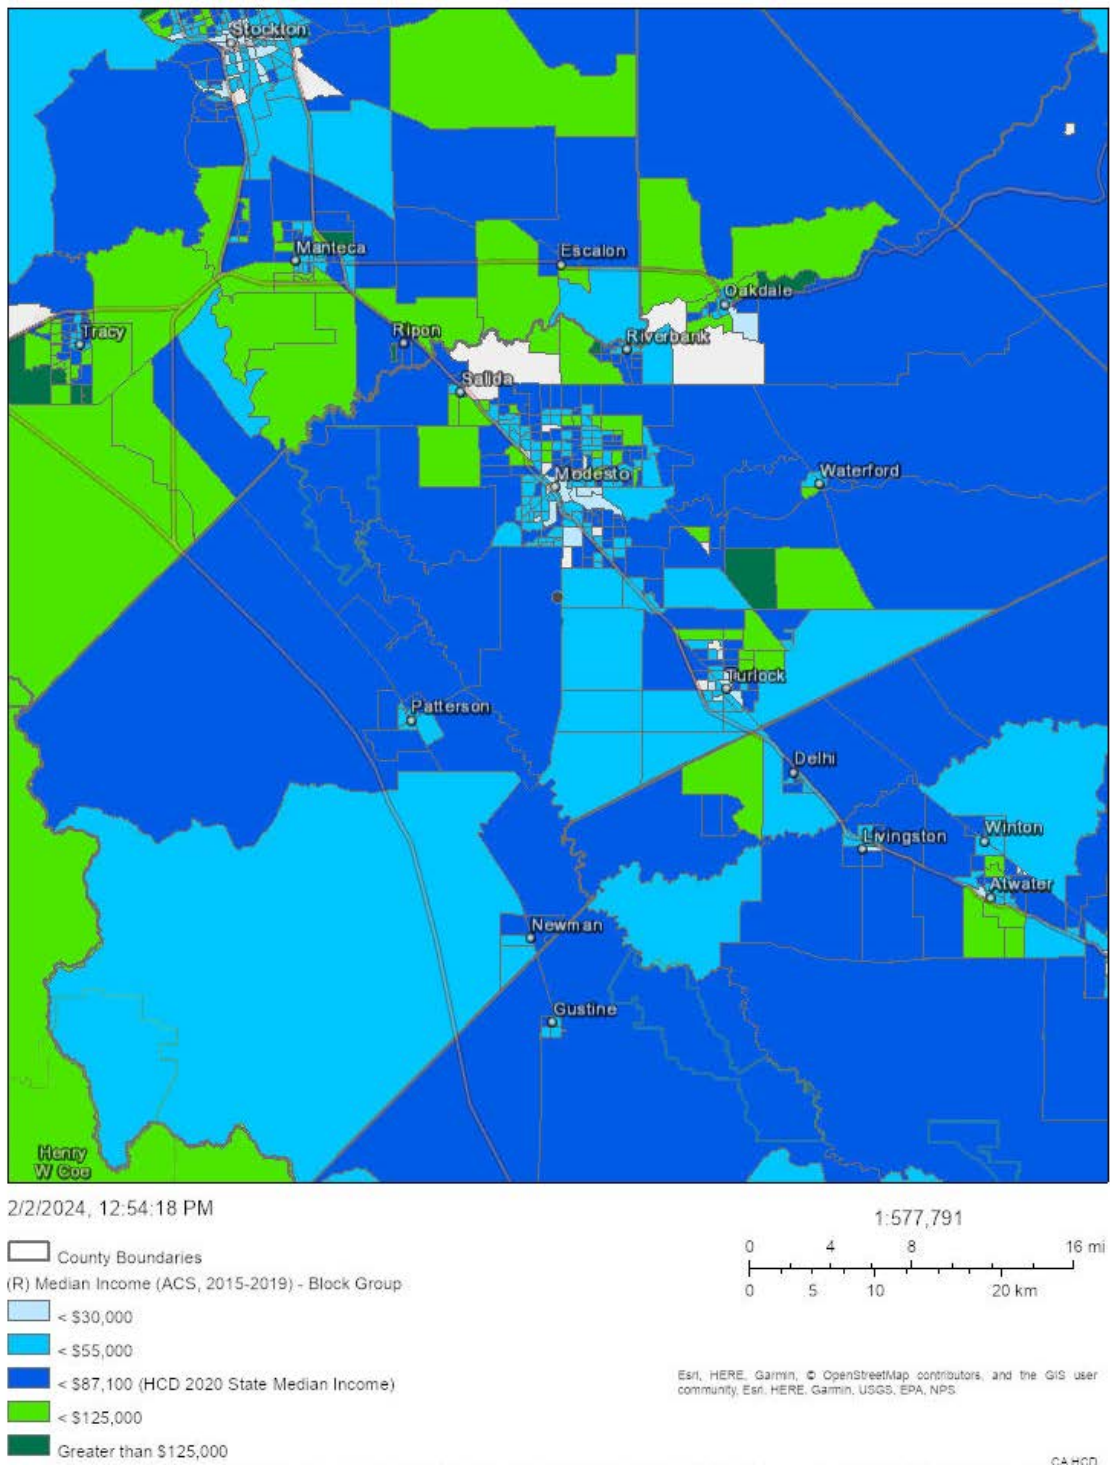 Stockton
Manteca
Escalon
Oakdale
Tracy
Ripon
Riverbank
Salida
Modesto
Waterford
Turlock
Patterson
Delhi
Livingston
Winton
Atwater
Newman
Gustine
Henry
W Coe
2/2/2024, 12:54:18 PM
County Boundaries
(R) Median Income (ACS, 2015-2019) - Block Group
< $30,000
< $55,000
< $87,100 (HCD 2020 State Median Income)
< $125,000
Greater than $125,000
1:577,791
0 4 8 16 mi
0 5 10 20 km
Esri, HERE, Garmin, © OpenStreetMap contributors, and the GIS user
community, Esri, HERE, Garmin, USGS, EPA, NPS
CA HCD